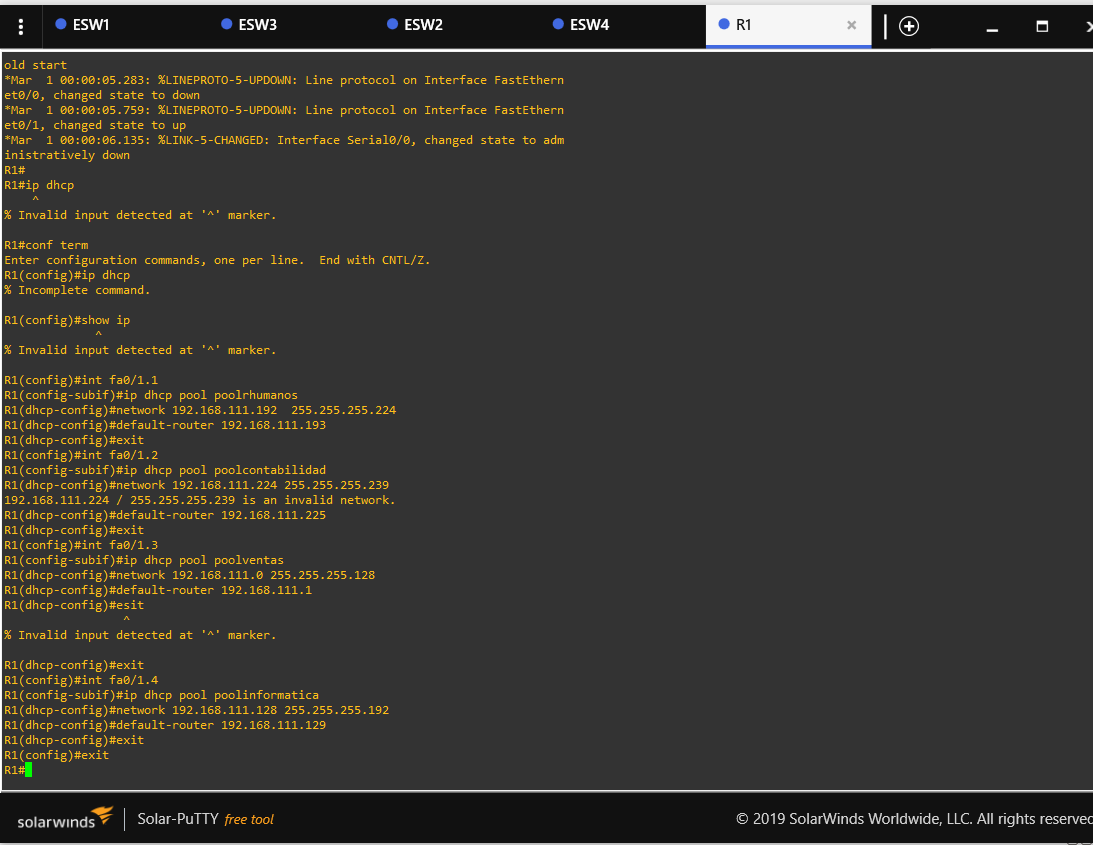 ESW1 ESW3 ESW2 ESW4 R1
old start
*Mar  1 00:00:05.283: %LINEPROTO-5-UPDOWN: Line protocol on Interface FastEthern
et0/0, changed state to down
*Mar  1 00:00:05.759: %LINEPROTO-5-UPDOWN: Line protocol on Interface FastEthern
et0/1, changed state to up
*Mar  1 00:00:06.135: %LINK-5-CHANGED: Interface Serial0/0, changed state to adm
inistratively down
R1#
R1#ip dhcp
    ^
% Invalid input detected at '^' marker.
R1#conf term
Enter configuration commands, one per line.  End with CNTL/Z.
R1(config)#ip dhcp
% Incomplete command.
R1(config)#show ip
             ^
% Invalid input detected at '^' marker.
R1(config)#int fa0/1.1
R1(config-subif)#ip dhcp pool poolrhumanos
R1(dhcp-config)#network 192.168.111.192  255.255.255.224
R1(dhcp-config)#default-router 192.168.111.193
R1(dhcp-config)#exit
R1(config)#int fa0/1.2
R1(config-subif)#ip dhcp pool poolcontabilidad
R1(dhcp-config)#network 192.168.111.224 255.255.255.239
192.168.111.224 / 255.255.255.239 is an invalid network.
R1(dhcp-config)#default-router 192.168.111.225
R1(dhcp-config)#exit
R1(config)#int fa0/1.3
R1(config-subif)#ip dhcp pool poolventas
R1(dhcp-config)#network 192.168.111.0 255.255.255.128
R1(dhcp-config)#default-router 192.168.111.1
R1(dhcp-config)#esit
                 ^
% Invalid input detected at '^' marker.
R1(dhcp-config)#exit
R1(config)#int fa0/1.4
R1(config-subif)#ip dhcp pool poolinformatica
R1(dhcp-config)#network 192.168.111.128 255.255.255.192
R1(dhcp-config)#default-router 192.168.111.129
R1(dhcp-config)#exit
R1(config)#exit
R1#
solarwinds Solar-PuTTY free tool © 2019 SolarWinds Worldwide, LLC. All rights reserved